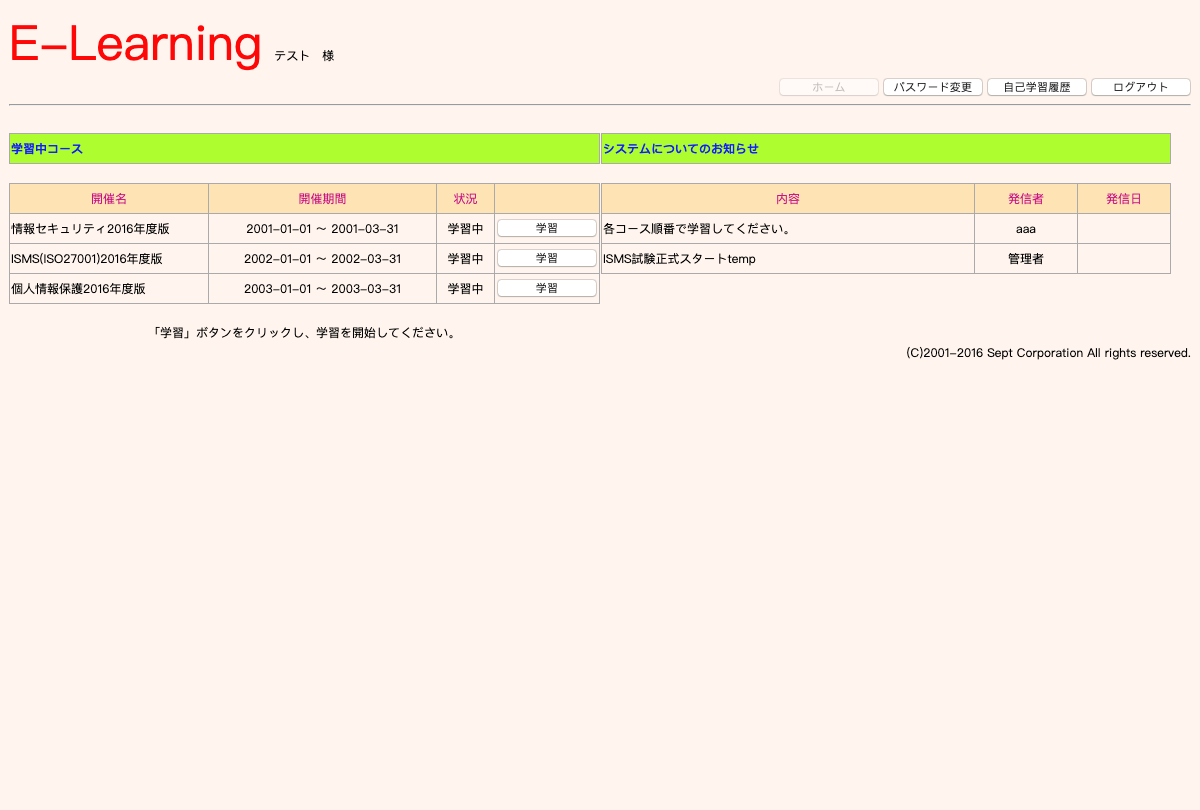 E-Learning テスト　様
ホーム パスワード変更 自己学習履歴 ログアウト
学習中コース システムについてのお知らせ
開催名 開催期間 状況 内容 発信者 発信日
情報セキュリティ2016年度版 2001-01-01 ～ 2001-03-31 学習中 学習 各コース順番で学習してください。 aaa
ISMS(ISO27001)2016年度版 2002-01-01 ～ 2002-03-31 学習中 学習 ISMS試験正式スタートtemp 管理者
個人情報保護2016年度版 2003-01-01 ～ 2003-03-31 学習中 学習
「学習」ボタンをクリックし、学習を開始してください。
(C)2001-2016 Sept Corporation All rights reserved.